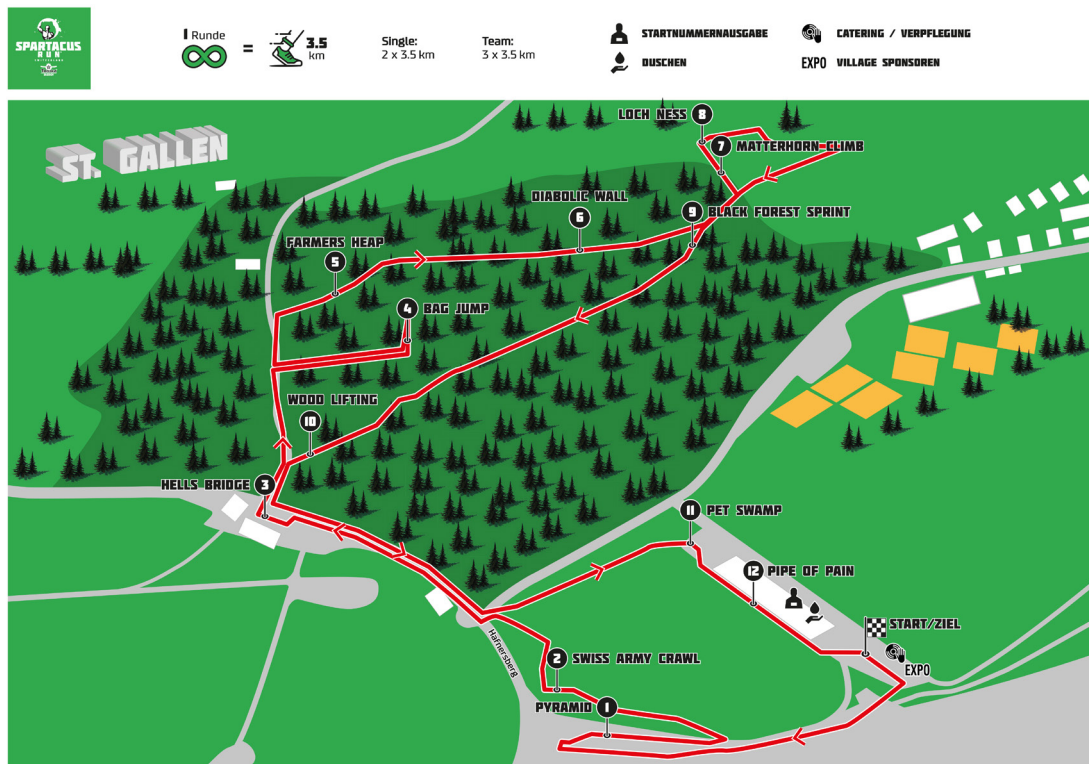 SPARTACUS
RUN
SWITZERLAND
1 Runde
=
3.5
km
Single:
2 x 3.5 km
Team:
3 x 3.5 km
STARTNUMMERNAUSGABE
DUSCHEN
CATERING / VERPFLEGUNG
EXPO VILLAGE SPONSOREN
ST. GALLEN
LOCH NESS 8
7 MATTERHORN CLIMB
DIABOLIC WALL
6
9 BLACK FOREST SPRINT
FARMERS HEAP
5
4 BAG JUMP
WOOD LIFTING
10
HELLS BRIDGE 3
11 PET SWAMP
12 PIPE OF PAIN
START/ZIEL
EXPO
Hafnersberg
2 SWISS ARMY CRAWL
PYRAMID 1